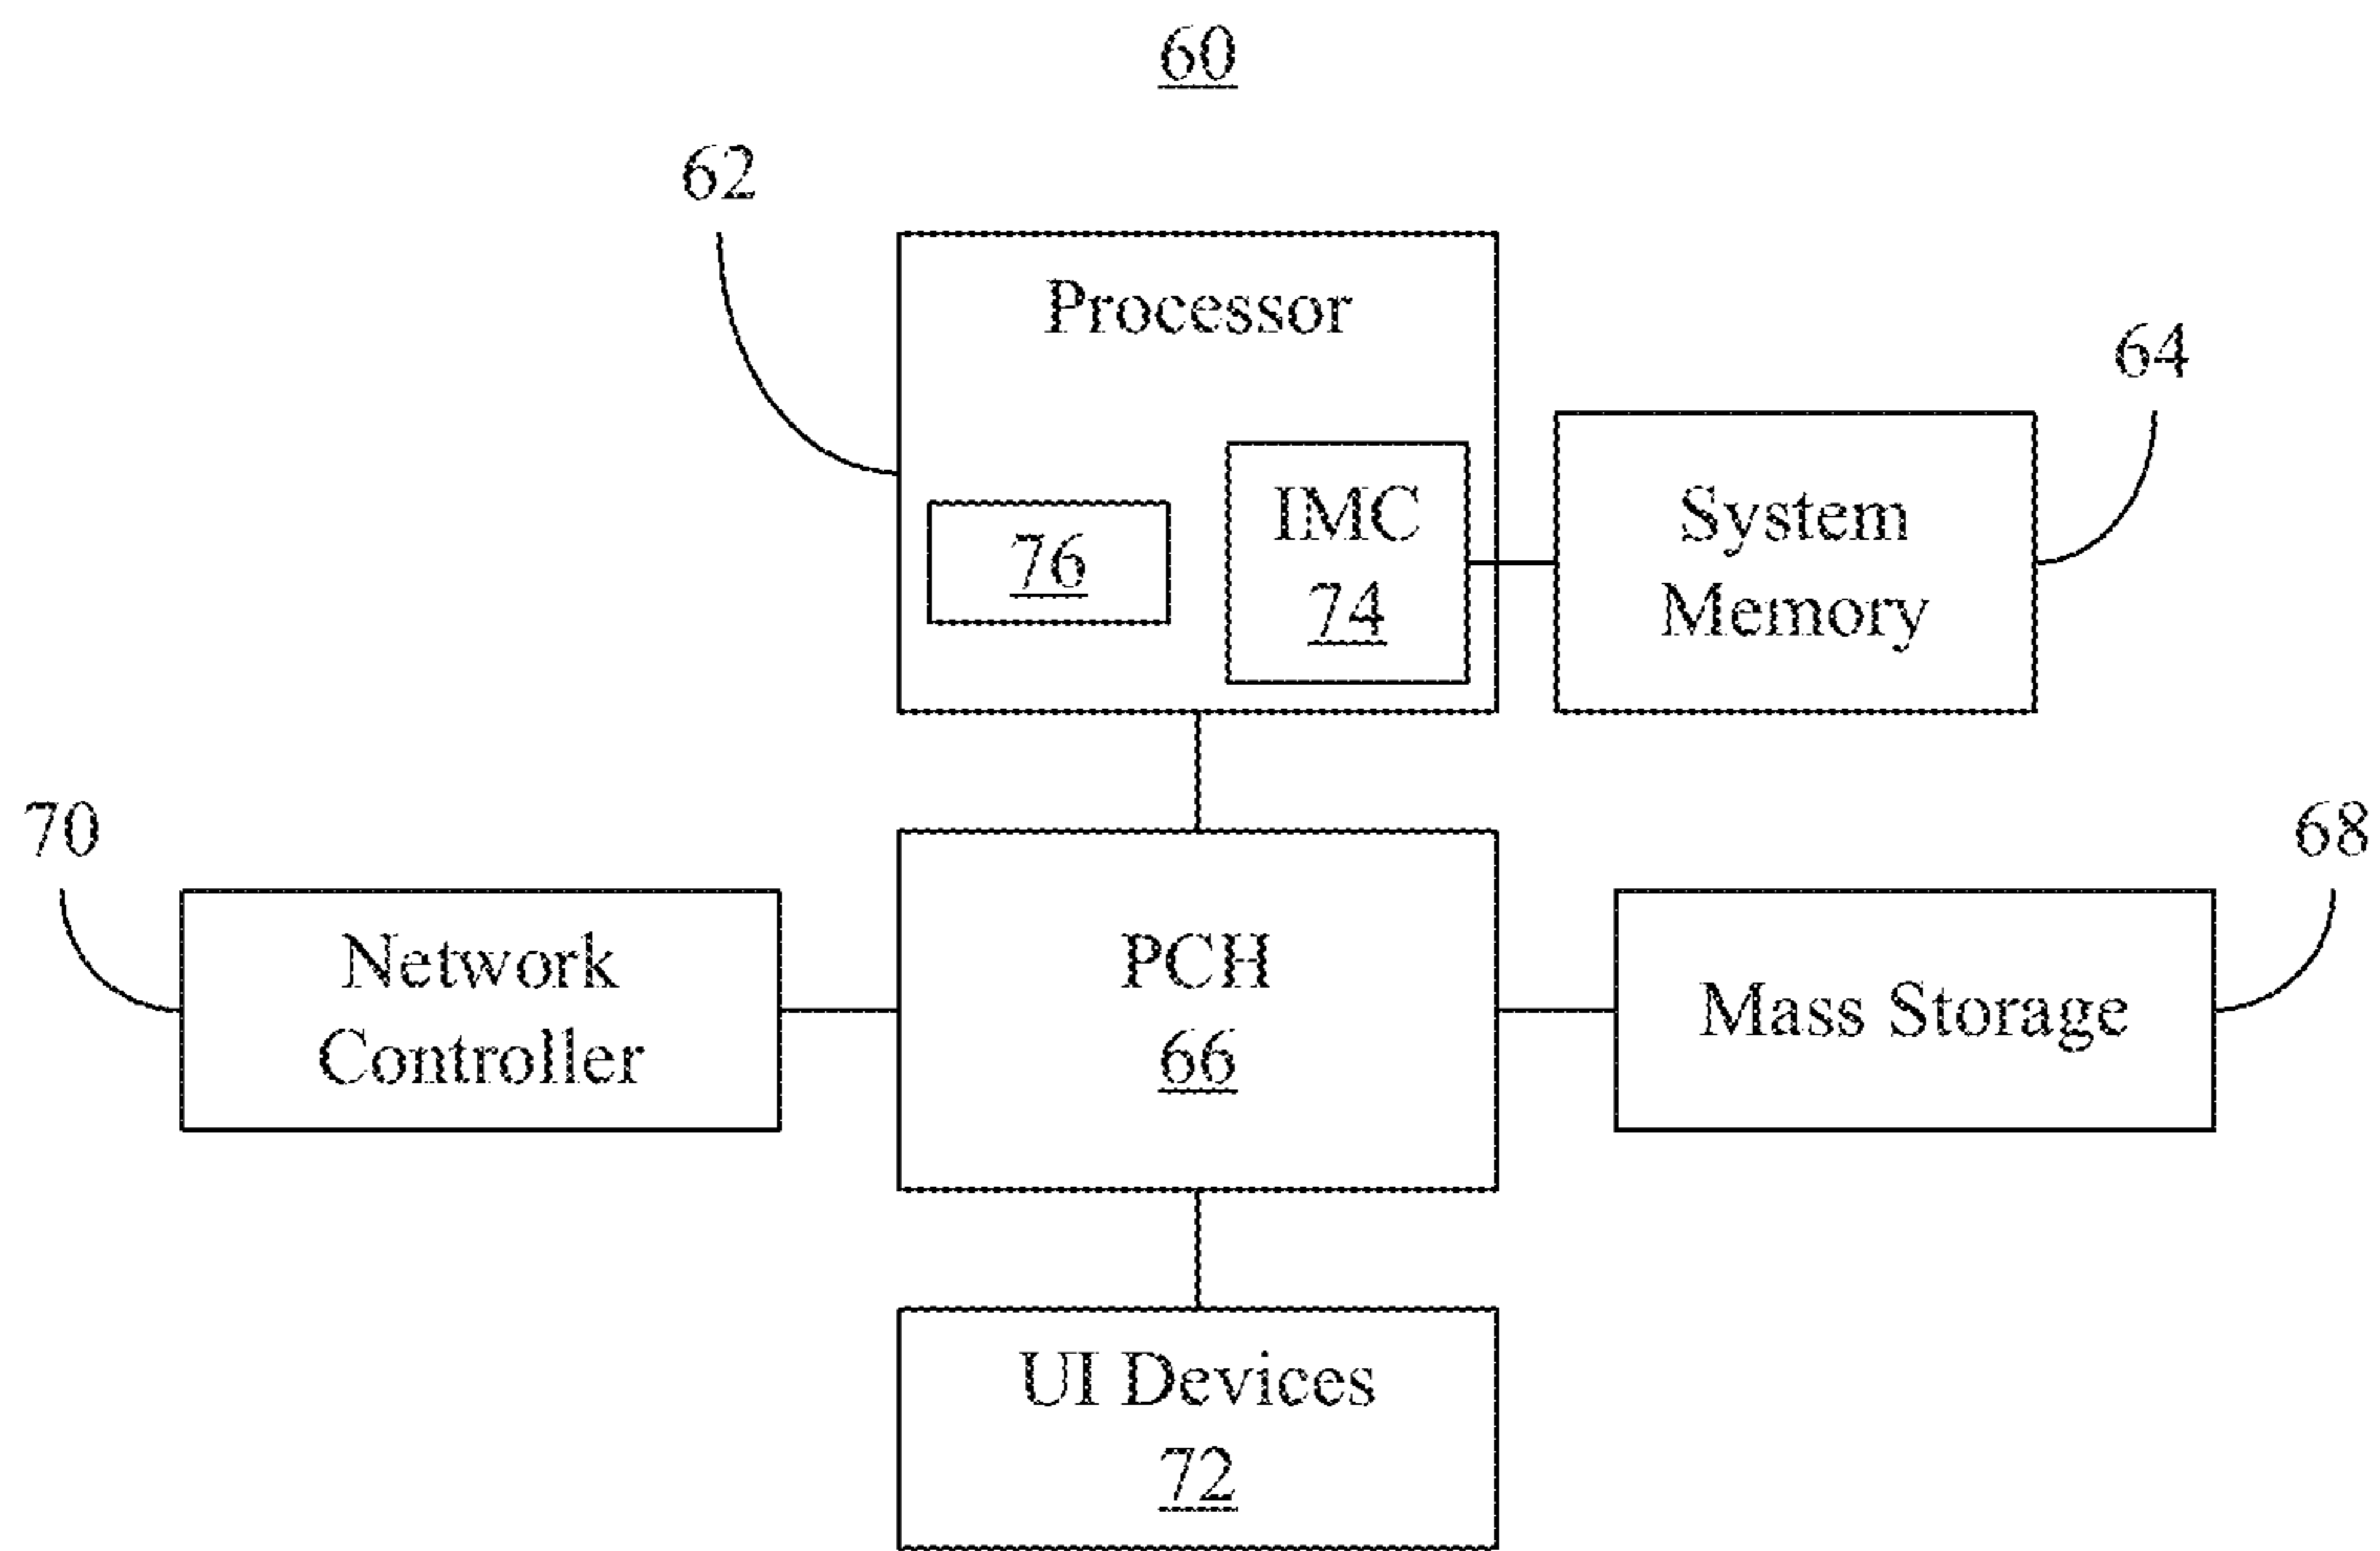 60
62
Processor
64
IMC
74
76
System
Memory
70
68
Network
Controller
PCH
66
Mass Storage
UI Devices
72